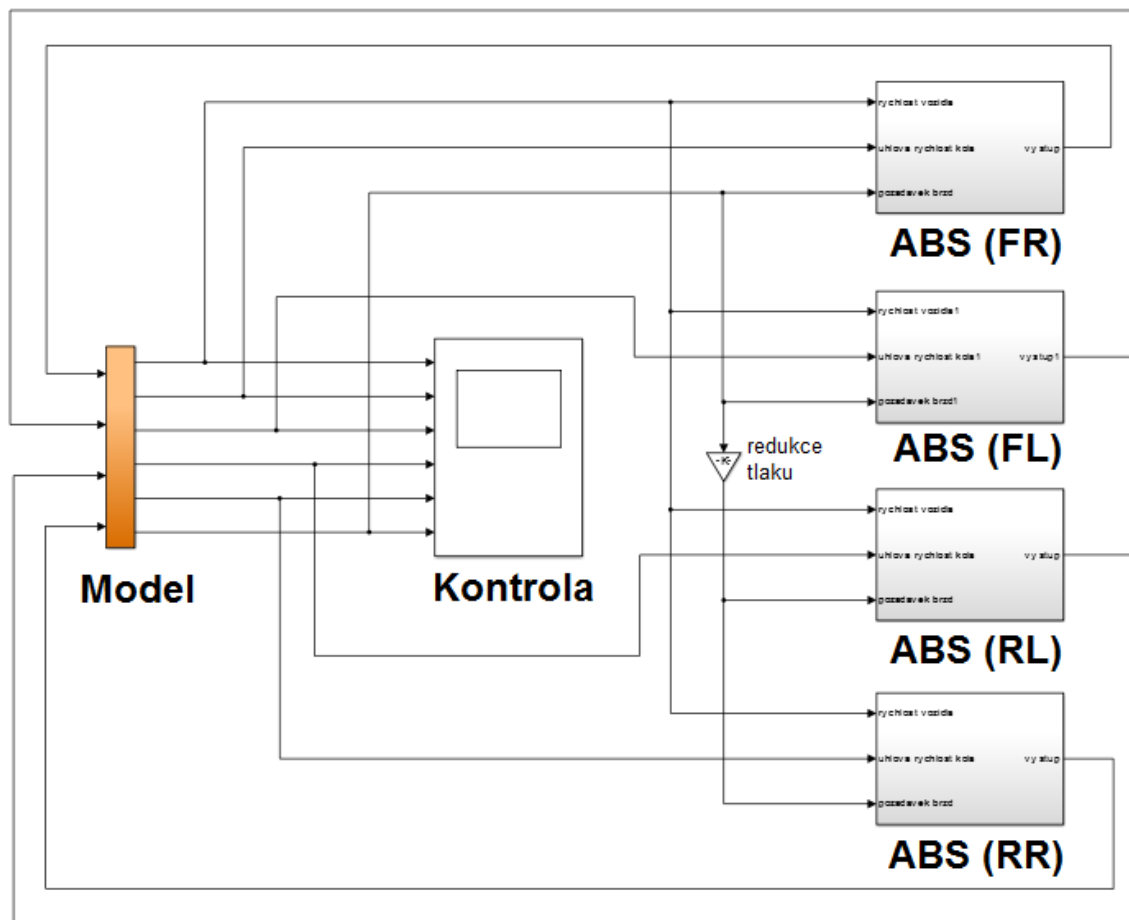 rychlost vozidla
uhlova rychlost kola
vystup
pozadavek brzd
ABS (FR)
rychlost vozidla1
uhlova rychlost kola1
vystup1
pozadavek brzd1
ABS (FL)
-K-
redukce
tlaku
rychlost vozidla
uhlova rychlost kola
vystup
pozadavek brzd
ABS (RL)
Model
Kontrola
rychlost vozidla
uhlova rychlost kola
vystup
pozadavek brzd
ABS (RR)